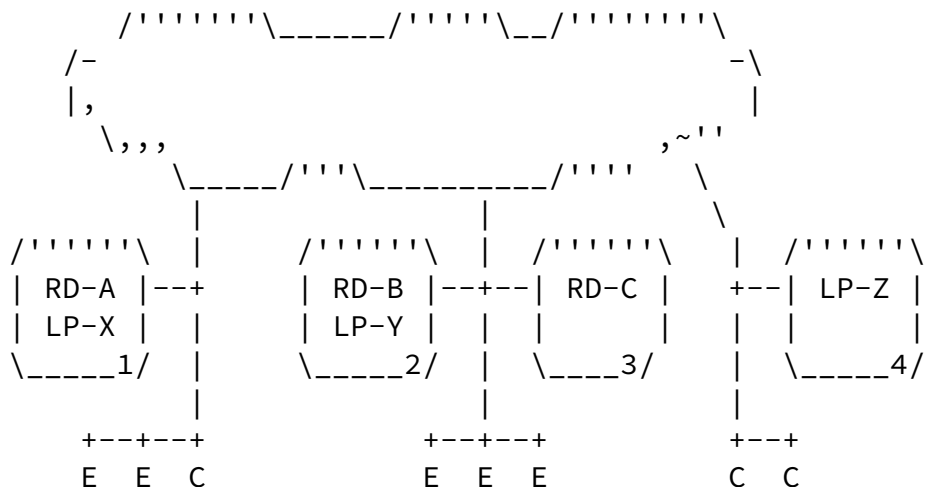 RD-A RD-B RD-C LP-Z
LP-X LP-Y
1 2 3 4
E E C E E E C C